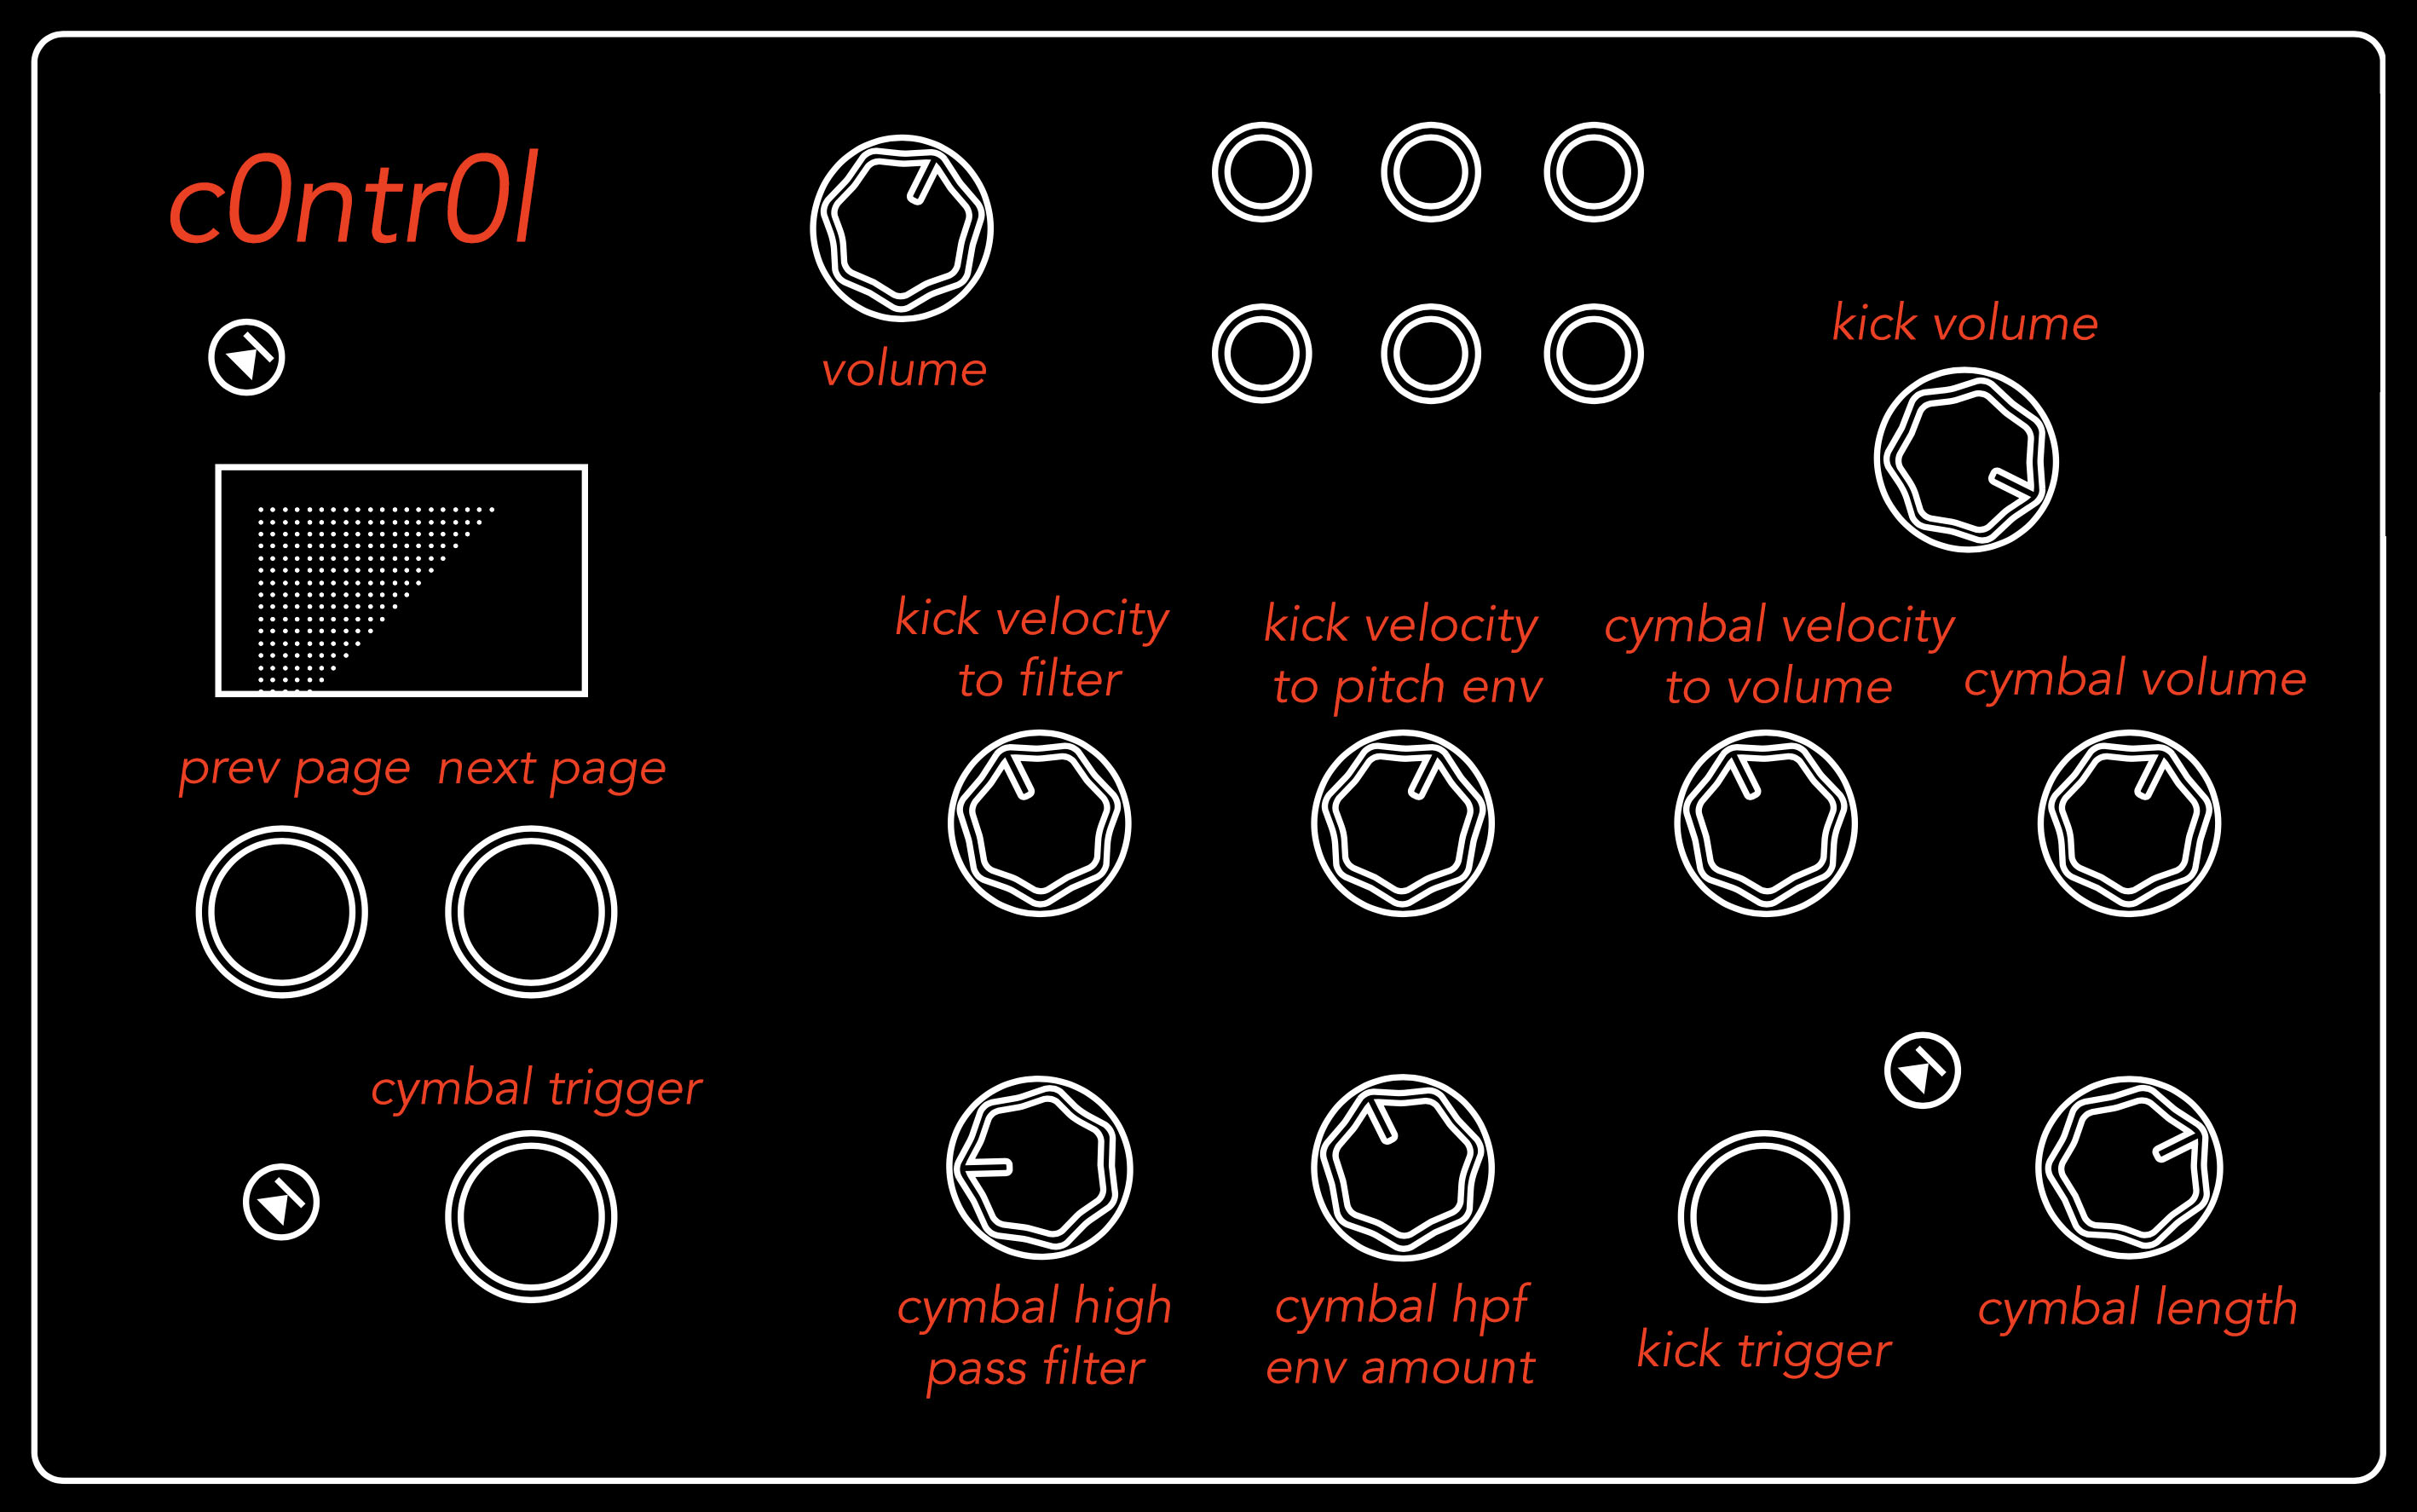 c0ntr0l
volume
kick volume
kick velocity
to filter
kick velocity
to pitch env
cymbal velocity
to volume
cymbal volume
prev page
next page
cymbal trigger
cymbal high
pass filter
cymbal hpf
env amount
kick trigger
cymbal length